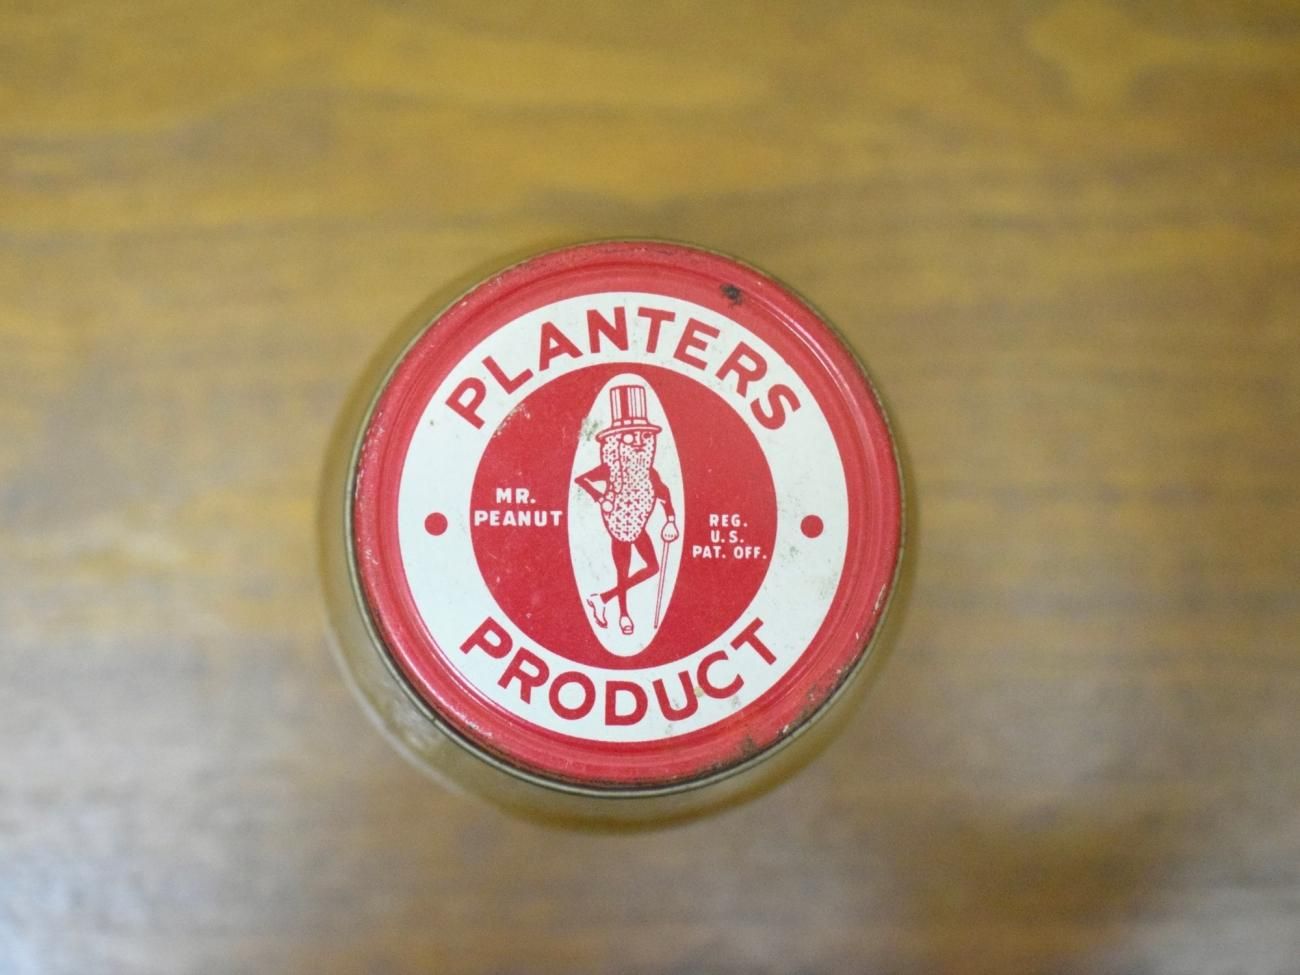 PLANTERS
MR.
PEANUT
REG.
U.S.
PAT. OFF.
PRODUCT